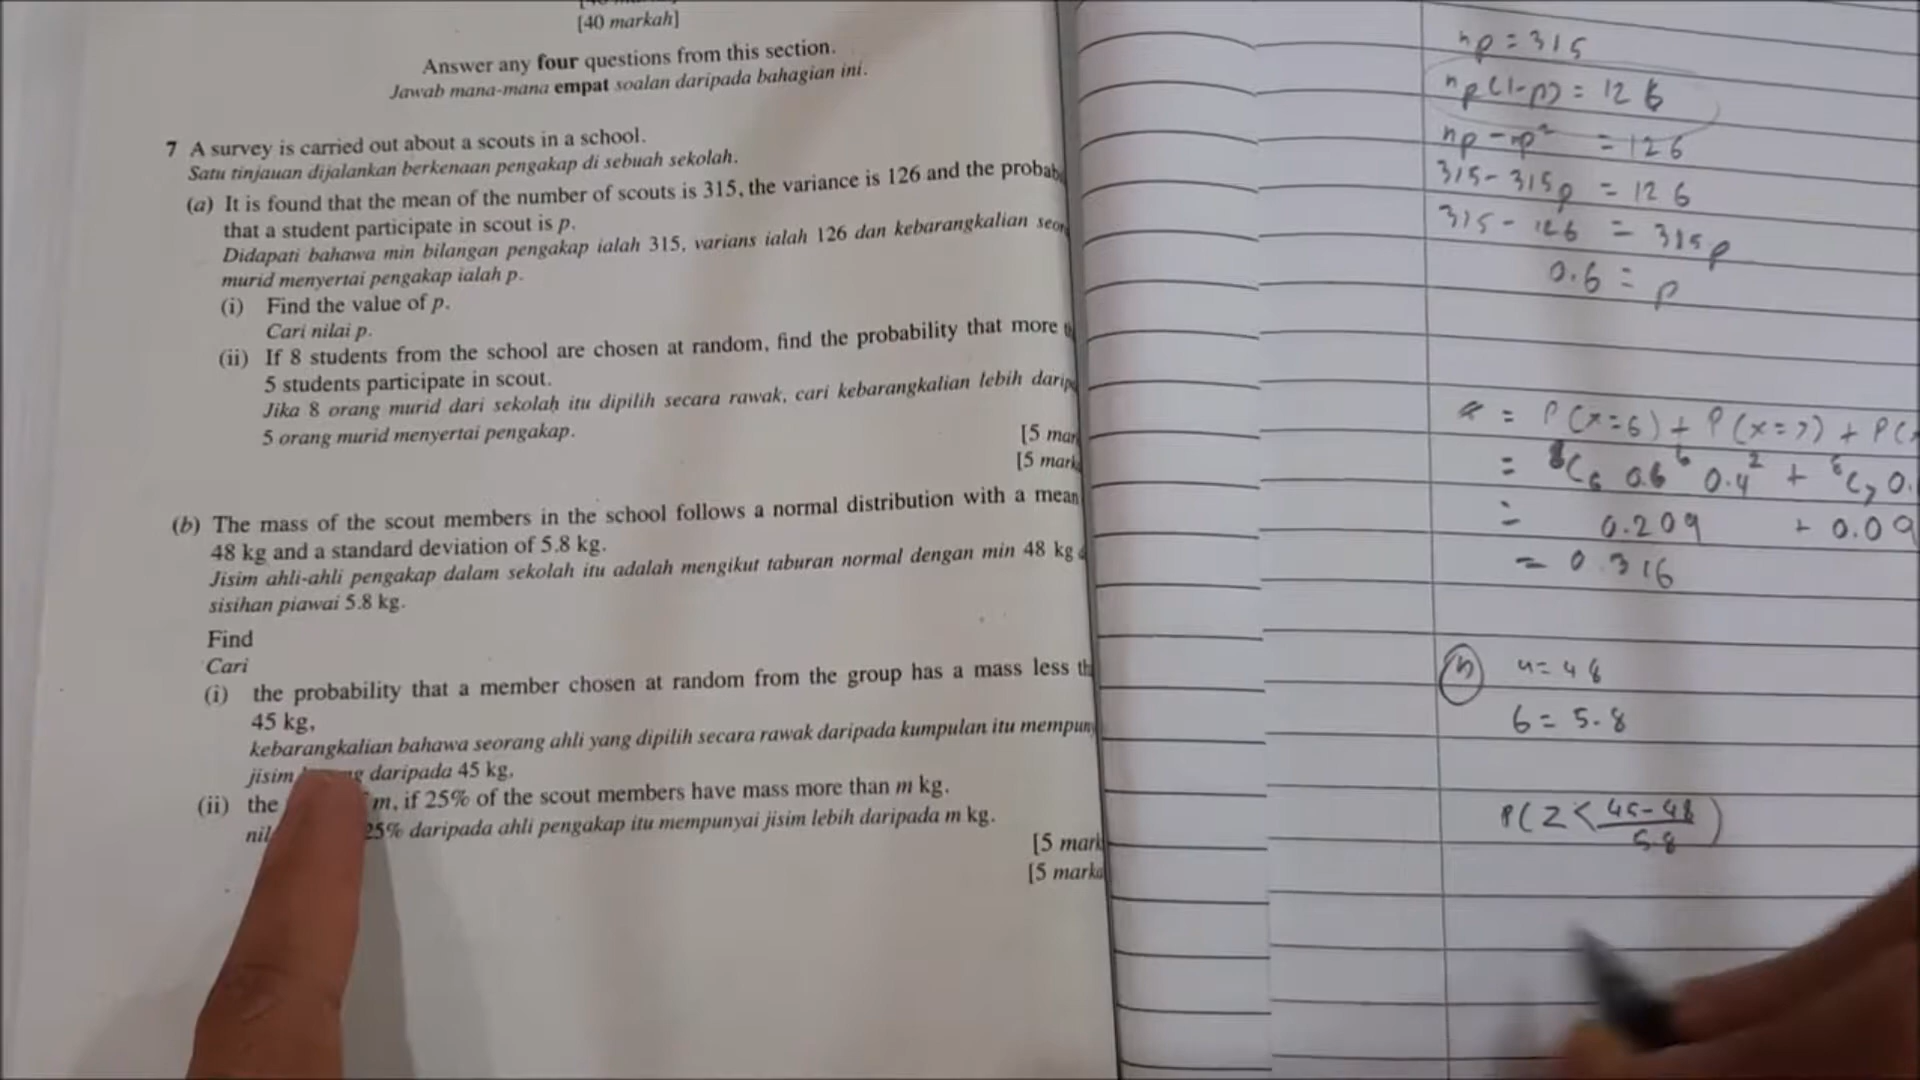 [40 markah]
Answer any four questions from this section.
Jawab mana-mana empat soalan daripada bahagian ini.
7 A survey is carried out about a scouts in a school.
Satu tinjauan dijalankan berkenaan pengakap di sebuah sekolah.
(a) It is found that the mean of the number of scouts is 315, the variance is 126 and the probab
that a student participate in scout is p.
Didapati bahawa min bilangan pengakap ialah 315, varians ialah 126 dan kebarangkalian seor
murid menyertai pengakap ialah p.
(i) Find the value of p.
Cari nilai p.
(ii) If 8 students from the school are chosen at random, find the probability that more
5 students participate in scout.
Jika 8 orang murid dari sekolah itu dipilih secara rawak, cari kebarangkalian lebih darip
5 orang murid menyertai pengakap.
[5 mar
[5 mark
(b) The mass of the scout members in the school follows a normal distribution with a mean
48 kg and a standard deviation of 5.8 kg.
Jisim ahli-ahli pengakap dalam sekolah itu adalah mengikut taburan normal dengan min 48 kg d
sisihan piawai 5.8 kg.
Find
Cari
(i) the probability that a member chosen at random from the group has a mass less th
45 kg,
kebarangkalian bahawa seorang ahli yang dipilih secara rawak daripada kumpulan itu mempuny
jisim daripada 45 kg,
(ii) the m, if 25% of the scout members have mass more than m kg.
nil 25% daripada ahli pengakap itu mempunyai jisim lebih daripada m kg.
[5 mark
[5 marka
np = 315
np(1-p) = 126
np - np² = 126
315 - 315p = 126
315 - 126 = 315p
0.6 = p
= P(x=6) + P(x=7) + P(x
= ⁸C₆ 0.6⁶ 0.4² + ⁸C₇ 0.
= 0.209 + 0.09
= 0.316
(b) μ = 48
σ = 5.8
P(Z < (45-48)/5.8)